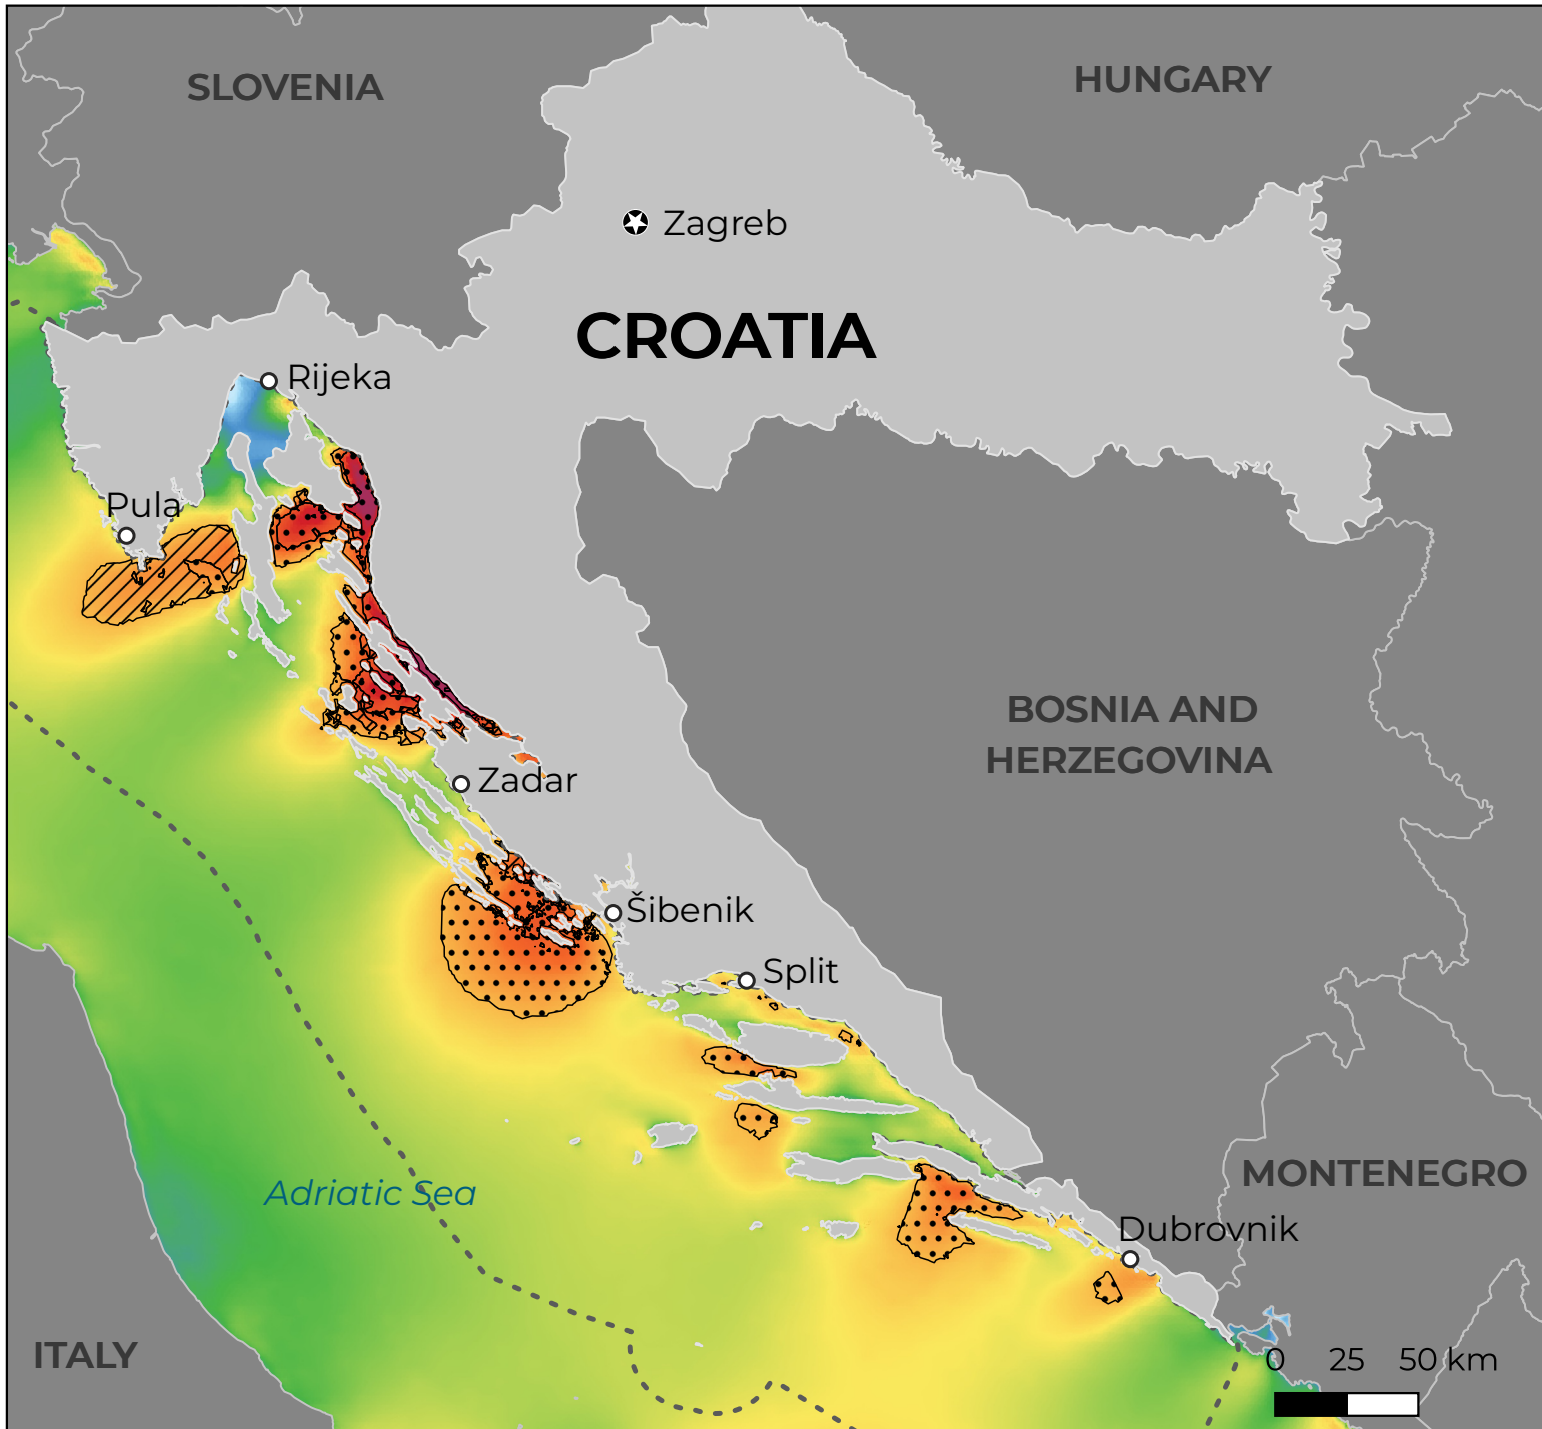 SLOVENIA
HUNGARY
Zagreb
CROATIA
Rijeka
Pula
BOSNIA AND
HERZEGOVINA
Zadar
Šibenik
Split
Adriatic Sea
MONTENEGRO
Dubrovnik
ITALY
0 25 50 km